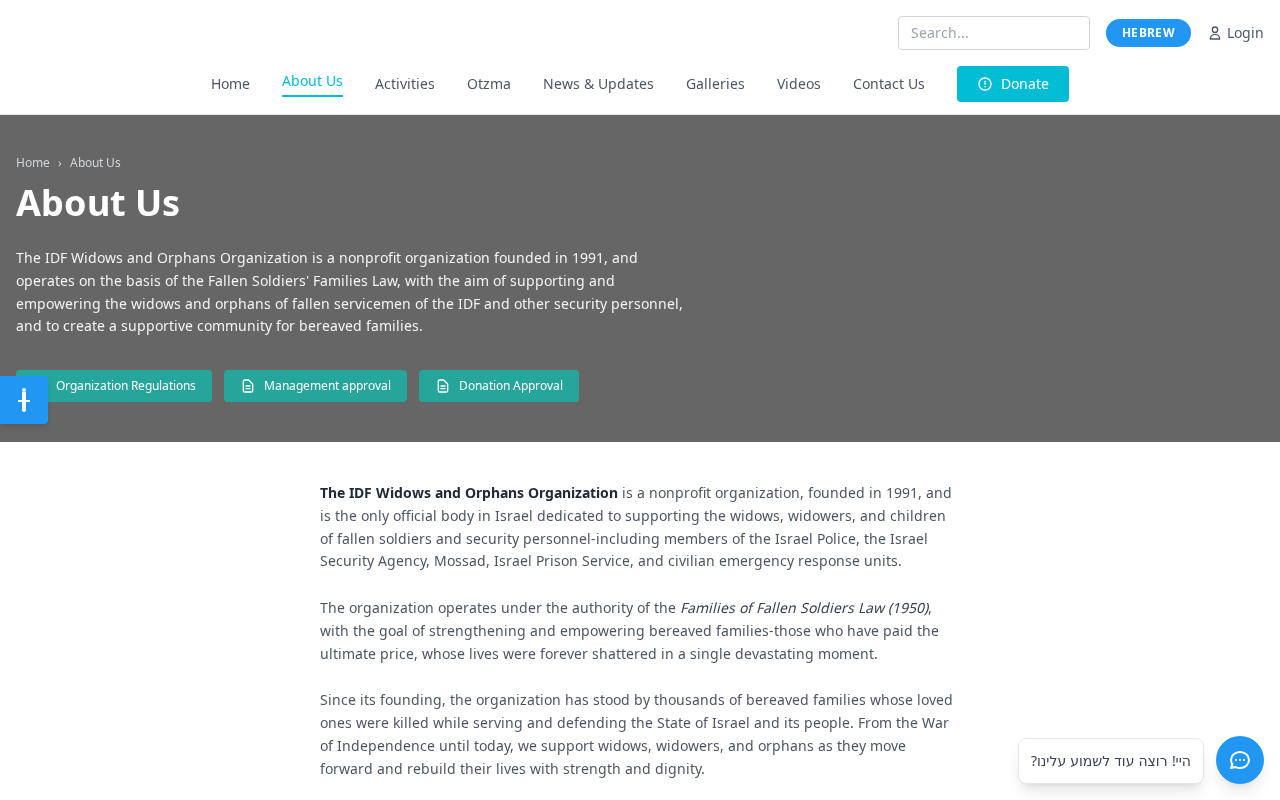 Search...
HEBREW
Login
Home
About Us
Activities
Otzma
News & Updates
Galleries
Videos
Contact Us
Donate
Home › About Us
About Us
The IDF Widows and Orphans Organization is a nonprofit organization founded in 1991, and
operates on the basis of the Fallen Soldiers' Families Law, with the aim of supporting and
empowering the widows and orphans of fallen servicemen of the IDF and other security personnel,
and to create a supportive community for bereaved families.
Organization Regulations
Management approval
Donation Approval
The IDF Widows and Orphans Organization is a nonprofit organization, founded in 1991, and
is the only official body in Israel dedicated to supporting the widows, widowers, and children
of fallen soldiers and security personnel-including members of the Israel Police, the Israel
Security Agency, Mossad, Israel Prison Service, and civilian emergency response units.
The organization operates under the authority of the Families of Fallen Soldiers Law (1950),
with the goal of strengthening and empowering bereaved families-those who have paid the
ultimate price, whose lives were forever shattered in a single devastating moment.
Since its founding, the organization has stood by thousands of bereaved families whose loved
ones were killed while serving and defending the State of Israel and its people. From the War
of Independence until today, we support widows, widowers, and orphans as they move
forward and rebuild their lives with strength and dignity.
היי! רוצה עוד לשמוע עלינו?